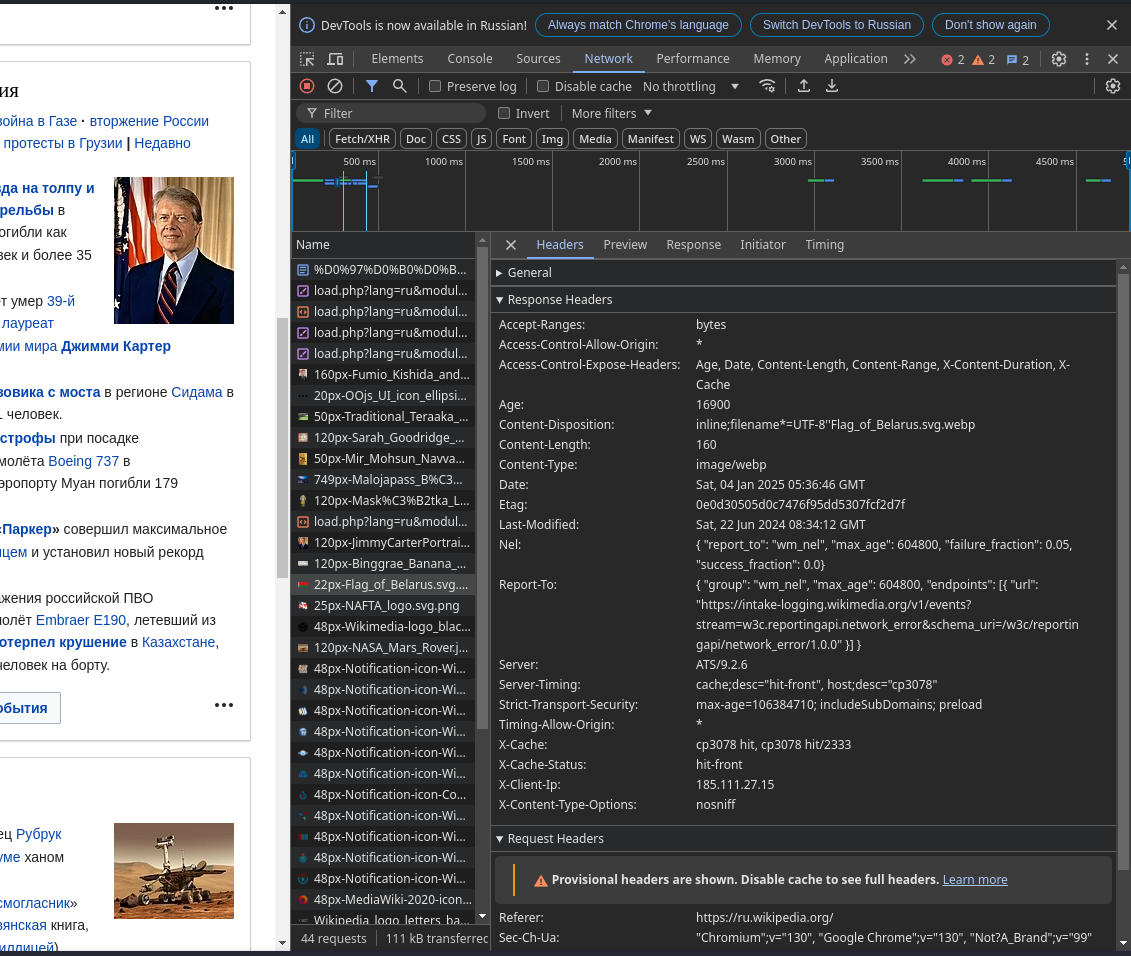 ия
война в Газе · вторжение России
протесты в Грузии | Недавно
зда на толпу и
рельбы в
огибли как
век и более 35
ет умер 39-й
лауреат
мии мира Джимми Картер
зовика с моста в регионе Сидама в
1 человек.
строфы при посадке
молёта Boeing 737 в
эропорту Муан погибли 179
«Паркер» совершил максимальное
нцем и установил новый рекорд
ажения российской ПВО
молёт Embraer E190, летевший из
отерпел крушение в Казахстане,
человек на борту.
обытия
ец Рубрук
уме ханом
смогласник»
вянская книга,
иллицей)
DevTools is now available in Russian!
Always match Chrome's language
Switch DevTools to Russian
Don't show again
Elements Console Sources Network Performance Memory Application 2 2 2
Preserve log Disable cache No throttling
Filter Invert More filters
All Fetch/XHR Doc CSS JS Font Img Media Manifest WS Wasm Other
500 ms 1000 ms 1500 ms 2000 ms 2500 ms 3000 ms 3500 ms 4000 ms 4500 ms
Name
%D0%97%D0%B0%D0%B...
load.php?lang=ru&modul...
load.php?lang=ru&modul...
load.php?lang=ru&modul...
load.php?lang=ru&modul...
160px-Fumio_Kishida_and...
20px-OOjs_UI_icon_ellipsi...
50px-Traditional_Teraaka_...
120px-Sarah_Goodridge_...
50px-Mir_Mohsun_Navva...
749px-Malojapass_B%C3...
120px-Mask%C3%B2tka_L...
load.php?lang=ru&modul...
120px-JimmyCarterPortrai...
120px-Binggrae_Banana_...
22px-Flag_of_Belarus.svg....
25px-NAFTA_logo.svg.png
48px-Wikimedia-logo_blac...
120px-NASA_Mars_Rover.j...
48px-Notification-icon-Wi...
48px-Notification-icon-Wi...
48px-Notification-icon-Wi...
48px-Notification-icon-Wi...
48px-Notification-icon-Wi...
48px-Notification-icon-Wi...
48px-Notification-icon-Co...
48px-Notification-icon-Wi...
48px-Notification-icon-Wi...
48px-Notification-icon-Wi...
48px-Notification-icon-Wi...
48px-MediaWiki-2020-icon...
Wikipedia_logo_letters_ba...
44 requests 111 kB transferred
Headers Preview Response Initiator Timing
General
Response Headers
Accept-Ranges: bytes
Access-Control-Allow-Origin: *
Access-Control-Expose-Headers: Age, Date, Content-Length, Content-Range, X-Content-Duration, X-
Cache
Age: 16900
Content-Disposition: inline;filename*=UTF-8''Flag_of_Belarus.svg.webp
Content-Length: 160
Content-Type: image/webp
Date: Sat, 04 Jan 2025 05:36:46 GMT
Etag: 0e0d30505d0c7476f95dd5307fcf2d7f
Last-Modified: Sat, 22 Jun 2024 08:34:12 GMT
Nel: { "report_to": "wm_nel", "max_age": 604800, "failure_fraction": 0.05,
"success_fraction": 0.0}
Report-To: { "group": "wm_nel", "max_age": 604800, "endpoints": [{ "url":
"https://intake-logging.wikimedia.org/v1/events?
stream=w3c.reportingapi.network_error&schema_uri=/w3c/reportin
gapi/network_error/1.0.0" }] }
Server: ATS/9.2.6
Server-Timing: cache;desc="hit-front", host;desc="cp3078"
Strict-Transport-Security: max-age=106384710; includeSubDomains; preload
Timing-Allow-Origin: *
X-Cache: cp3078 hit, cp3078 hit/2333
X-Cache-Status: hit-front
X-Client-Ip: 185.111.27.15
X-Content-Type-Options: nosniff
Request Headers
Provisional headers are shown. Disable cache to see full headers. Learn more
Referer: https://ru.wikipedia.org/
Sec-Ch-Ua: "Chromium";v="130", "Google Chrome";v="130", "Not?A_Brand";v="99"